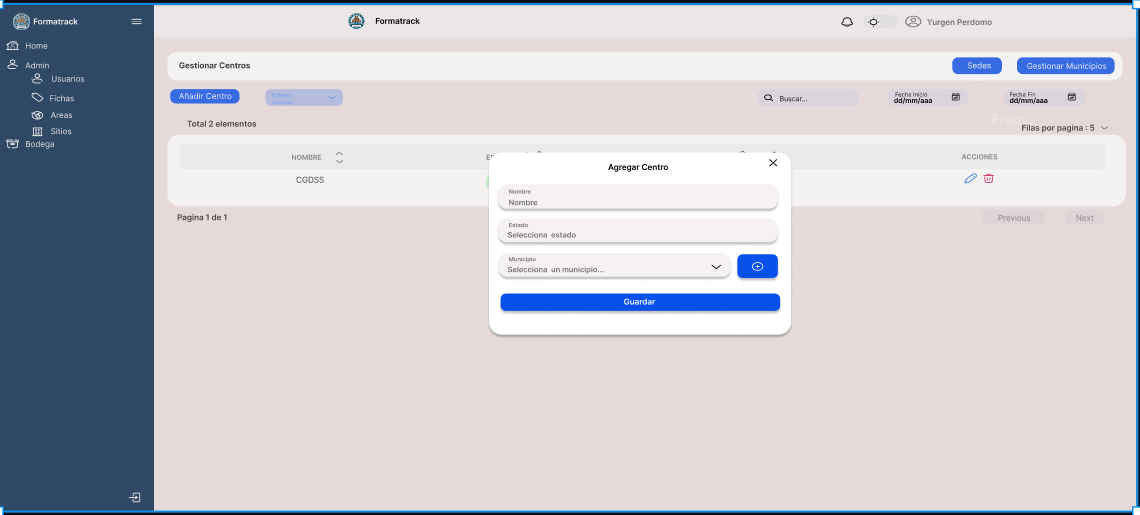 Formatrack
Formatrack
Yurgen Perdomo
Home
Admin
Usuarios
Fichas
Areas
Sitios
Bodega
Gestionar Centros
Sedes
Gestionar Municipios
Añadir Centro
Estado
Buscar...
Fecha Inicio
dd/mm/aaa
Fecha Fin
dd/mm/aaa
Total 2 elementos
Fram
Filas por pagina : 5
NOMBRE
ACCIONES
CGDSS
Pagina 1 de 1
Previous
Next
Agregar Centro
Nombre
Nombre
Estado
Selecciona estado
Municipio
Selecciona un municipio...
Guardar